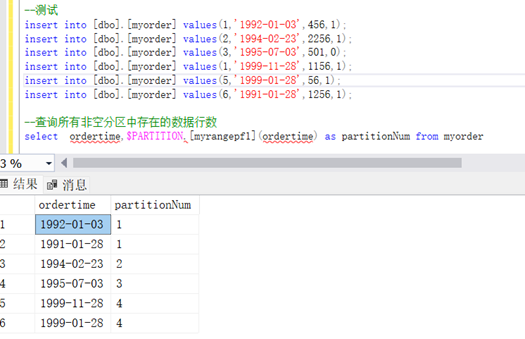 --测试
insert into [dbo].[myorder] values(1,'1992-01-03',456,1);
insert into [dbo].[myorder] values(2,'1994-02-23',2256,1);
insert into [dbo].[myorder] values(3,'1995-07-03',501,0);
insert into [dbo].[myorder] values(1,'1999-11-28',1156,1);
insert into [dbo].[myorder] values(5,'1999-01-28',56,1);
insert into [dbo].[myorder] values(6,'1991-01-28',1256,1);
--查询所有非空分区中存在的数据行数
select ordertime,$PARTITION.[myrangepf1](ordertime) as partitionNum from myorder
3 %
结果 消息
ordertime partitionNum
1 1992-01-03 1
2 1991-01-28 1
3 1994-02-23 2
4 1995-07-03 3
5 1999-11-28 4
6 1999-01-28 4